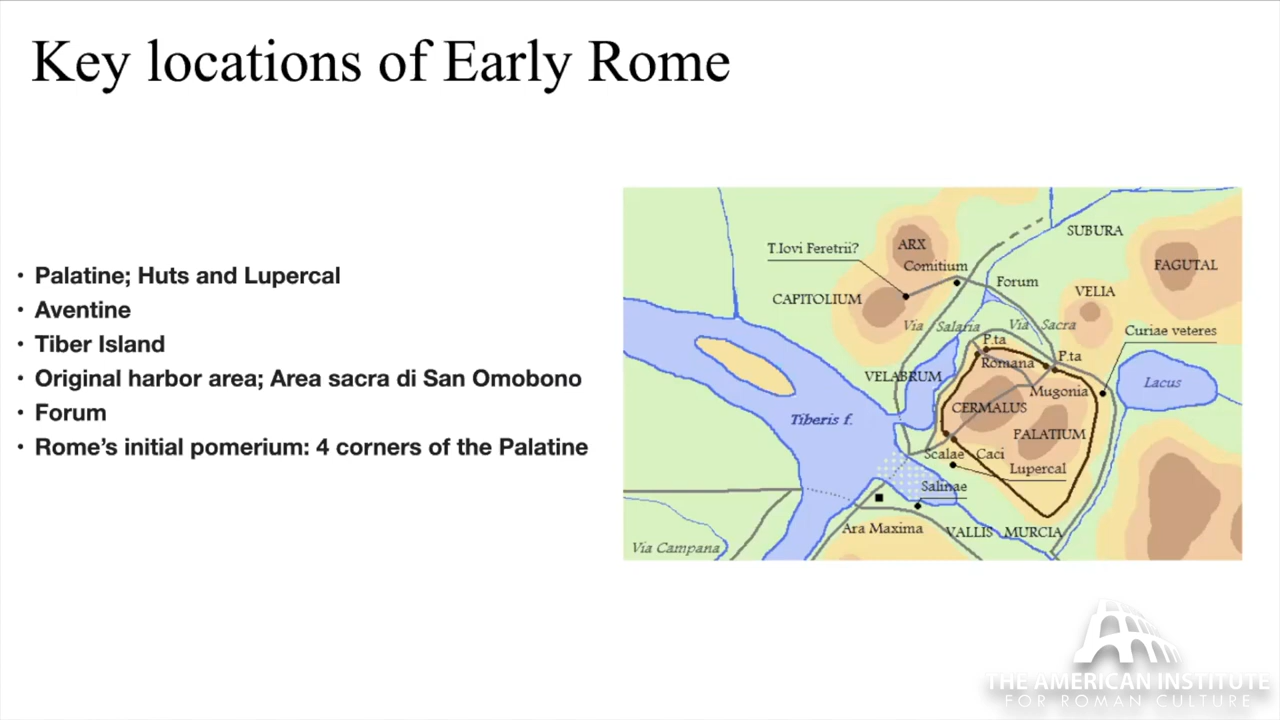 Key locations of Early Rome
• Palatine; Huts and Lupercal
• Aventine
• Tiber Island
• Original harbor area; Area sacra di San Omobono
• Forum
• Rome’s initial pomerium: 4 corners of the Palatine
SUBURA
T.Iovi Feretrii?
ARX
Comitium
FAGUTAL
Forum
CAPITOLIUM
VELIA
Via Salaria
Via Sacra
Curiae veteres
P.ta
Romana
P.ta
Mugonia
VELABRUM
Lacus
CERMALUS
Tiberis f.
PALATIUM
Scalae Caci
Lupercal
Salinae
Ara Maxima
VALLIS MURCIA
Via Campana
THE AMERICAN INSTITUTE
FOR ROMAN CULTURE